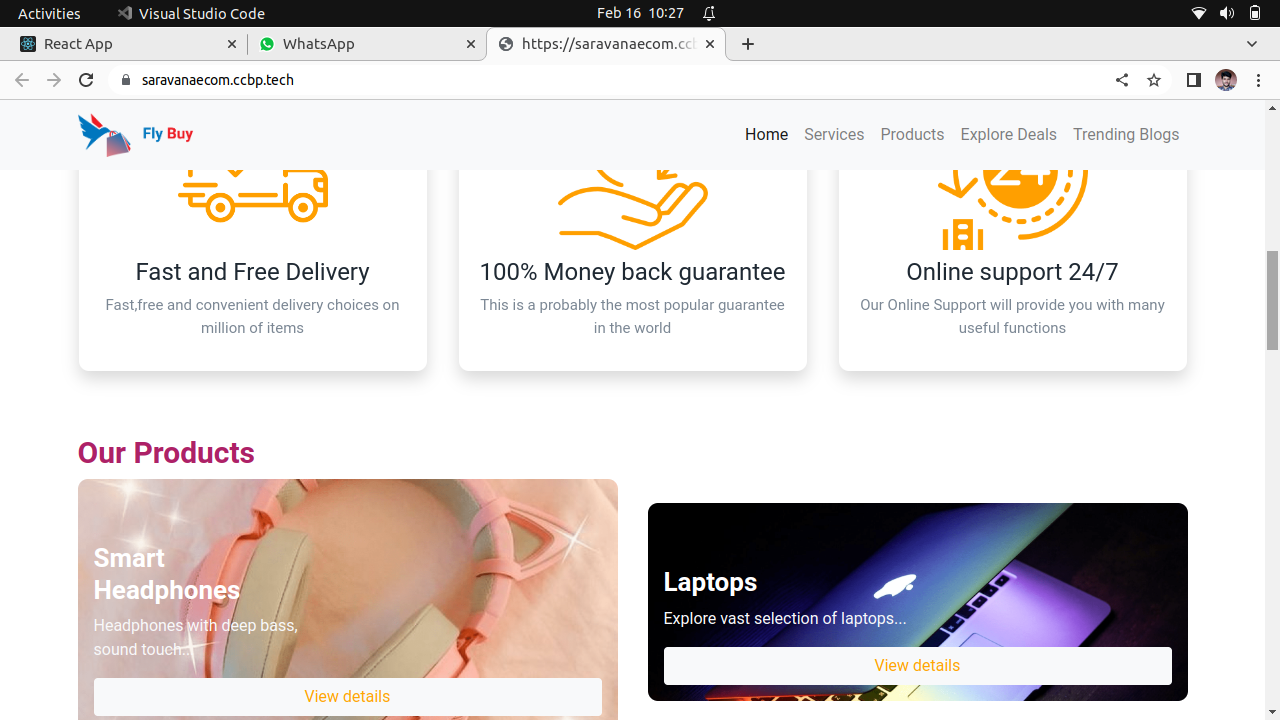 Activities
Visual Studio Code
Feb 16 10:27
React App
WhatsApp
https://saravanaecom.ccb
saravanaecom.ccbp.tech
Fly Buy
Home
Services
Products
Explore Deals
Trending Blogs
24
Fast and Free Delivery
Fast,free and convenient delivery choices on
million of items
100% Money back guarantee
This is a probably the most popular guarantee
in the world
Online support 24/7
Our Online Support will provide you with many
useful functions
Our Products
Smart
Headphones
Headphones with deep bass,
sound touch...
View details
Laptops
Explore vast selection of laptops...
View details